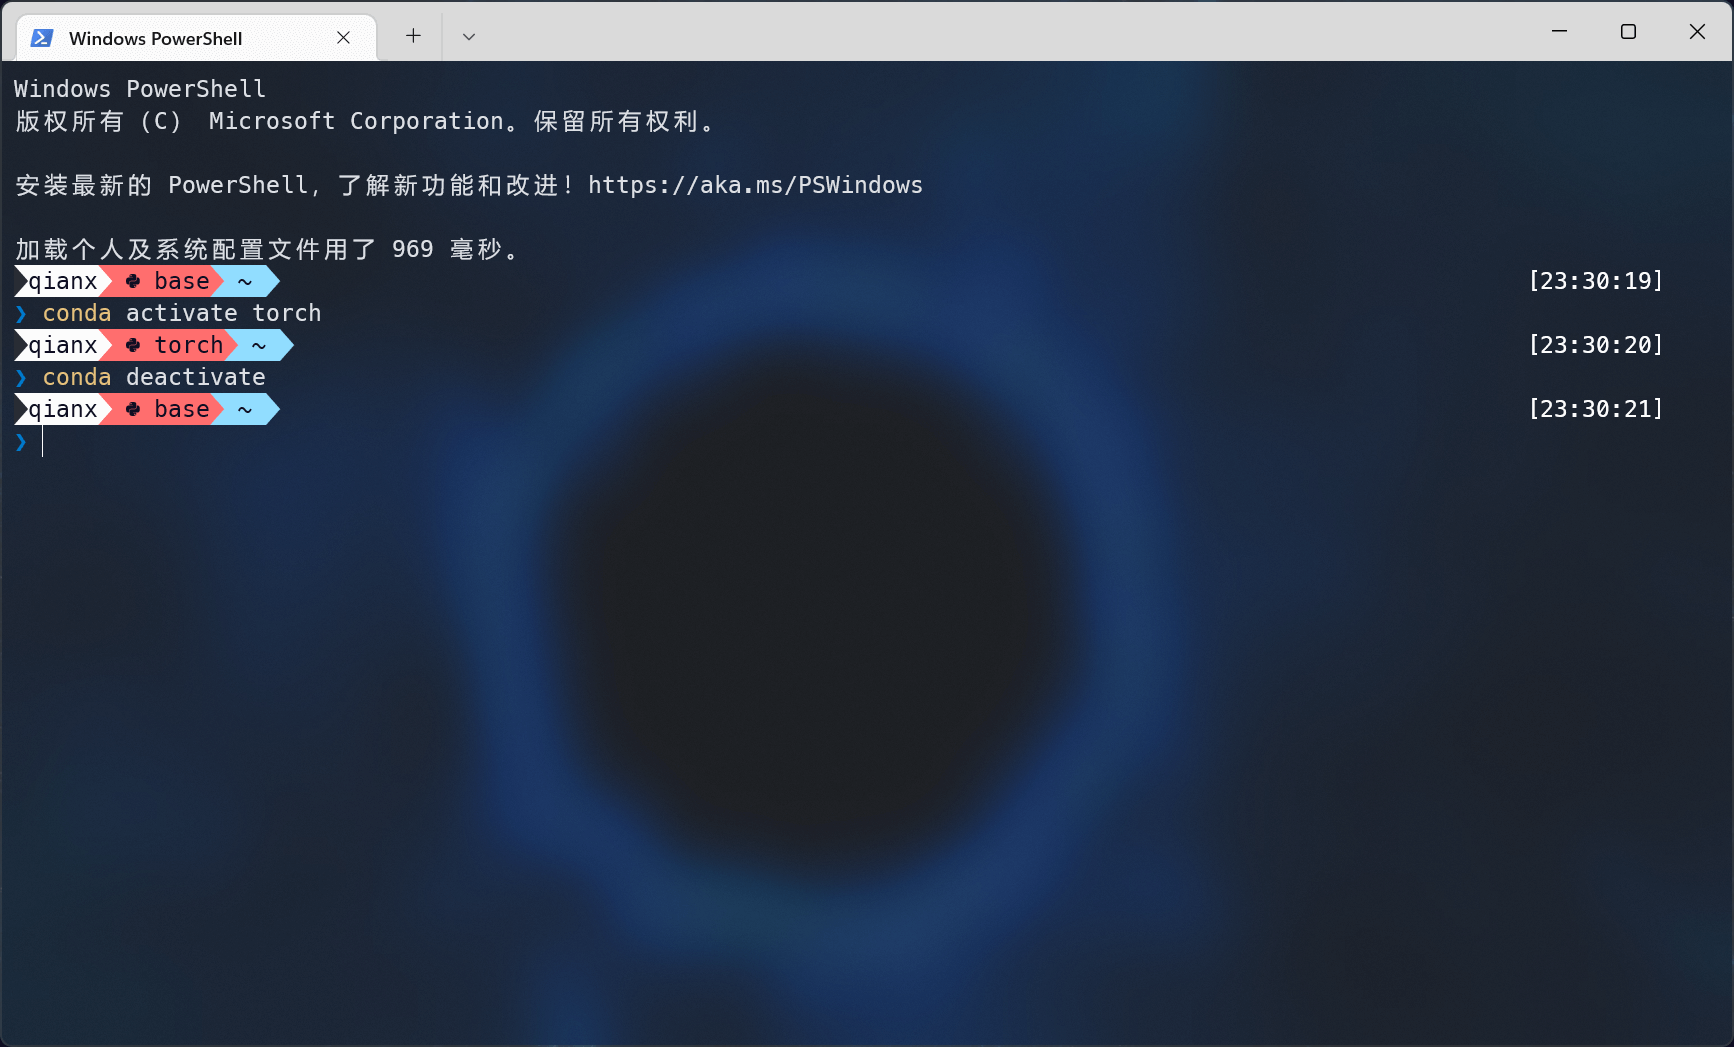 Windows PowerShell
Windows PowerShell
版权所有 (C) Microsoft Corporation。保留所有权利。
安装最新的 PowerShell，了解新功能和改进！https://aka.ms/PSWindows
加载个人及系统配置文件用了 969 毫秒。
qianx base ~ [23:30:19]
❯ conda activate torch
qianx torch ~ [23:30:20]
❯ conda deactivate
qianx base ~ [23:30:21]
❯